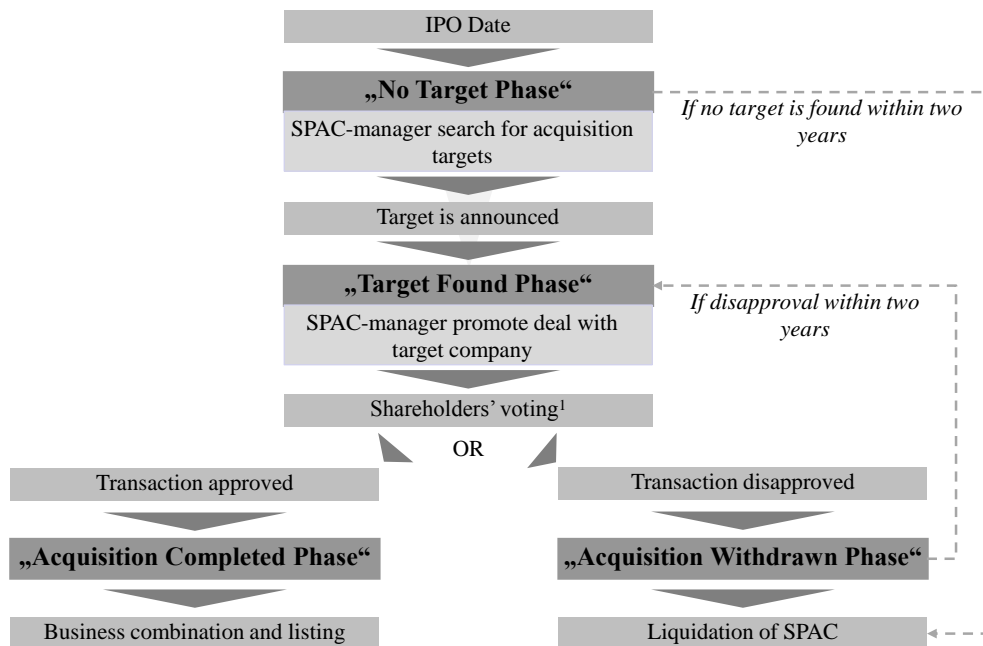 IPO Date
„No Target Phase“
If no target is found within two
years
SPAC-manager search for acquisition
targets
Target is announced
„Target Found Phase“
If disapproval within two
years
SPAC-manager promote deal with
target company
Shareholders’ voting¹
OR
Transaction approved
Transaction disapproved
„Acquisition Completed Phase“
„Acquisition Withdrawn Phase“
Business combination and listing
Liquidation of SPAC